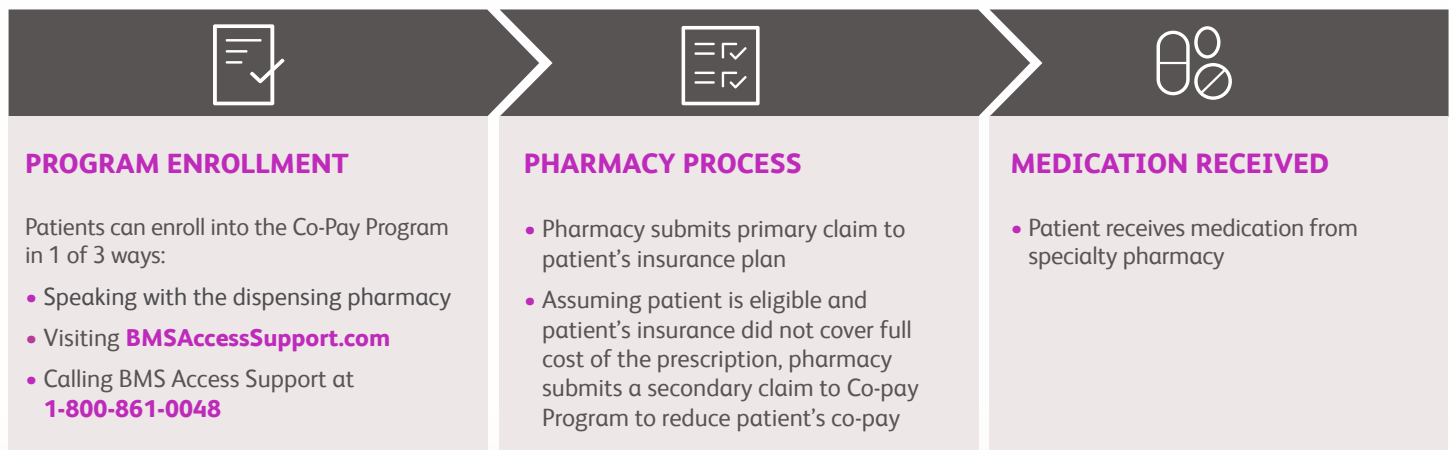 PROGRAM ENROLLMENT
Patients can enroll into the Co-Pay Program
in 1 of 3 ways:
• Speaking with the dispensing pharmacy
• Visiting BMSAccessSupport.com
• Calling BMS Access Support at
1-800-861-0048
PHARMACY PROCESS
• Pharmacy submits primary claim to
patient’s insurance plan
• Assuming patient is eligible and
patient’s insurance did not cover full
cost of the prescription, pharmacy
submits a secondary claim to Co-pay
Program to reduce patient’s co-pay
MEDICATION RECEIVED
• Patient receives medication from
specialty pharmacy